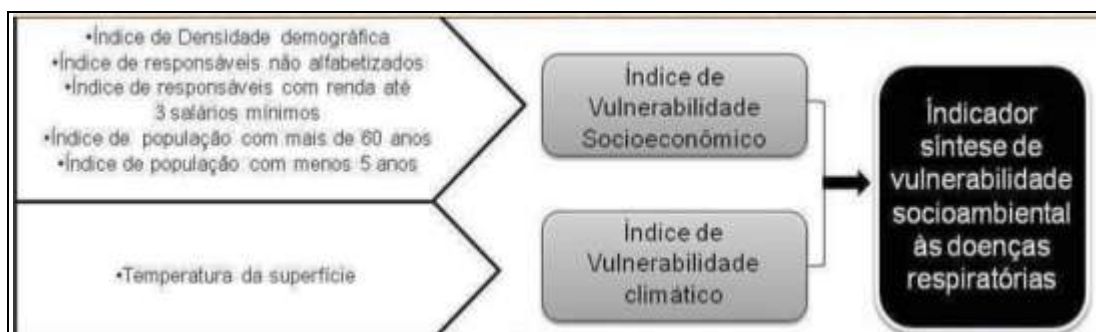 •Índice de Densidade demográfica
•Índice de responsáveis não alfabetizados
•Índice de responsáveis com renda até
3 salários mínimos
•Índice de população com mais de 60 anos
•Índice de população com menos 5 anos
•Temperatura da superfície
Índice de
Vulnerabilidade
Socioeconômico
Índice de
Vulnerabilidade
climático
Índicador
síntese de
vulnerabilidade
socioambiental
às doenças
respiratórias